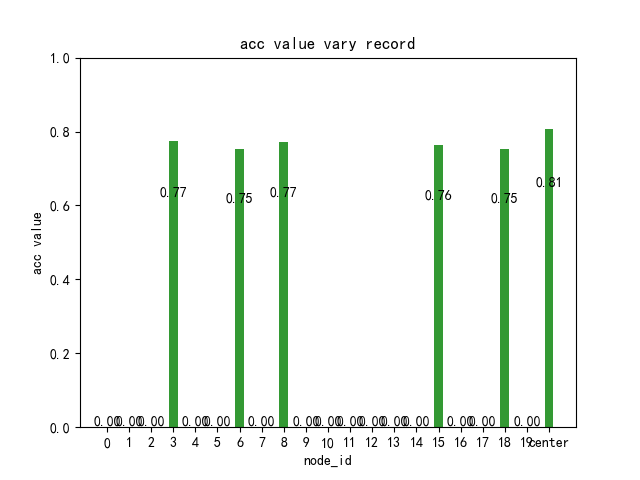 acc value vary record
acc value
1.0
0.8
0.6
0.4
0.2
0.0
0.00 0.00 0.00 0.77 0.00 0.00 0.75 0.00 0.77 0.00 0.00 0.00 0.00 0.00 0.00 0.76 0.00 0.00 0.75 0.00 0.81
0 1 2 3 4 5 6 7 8 9 10 11 12 13 14 15 16 17 18 19 center
node_id